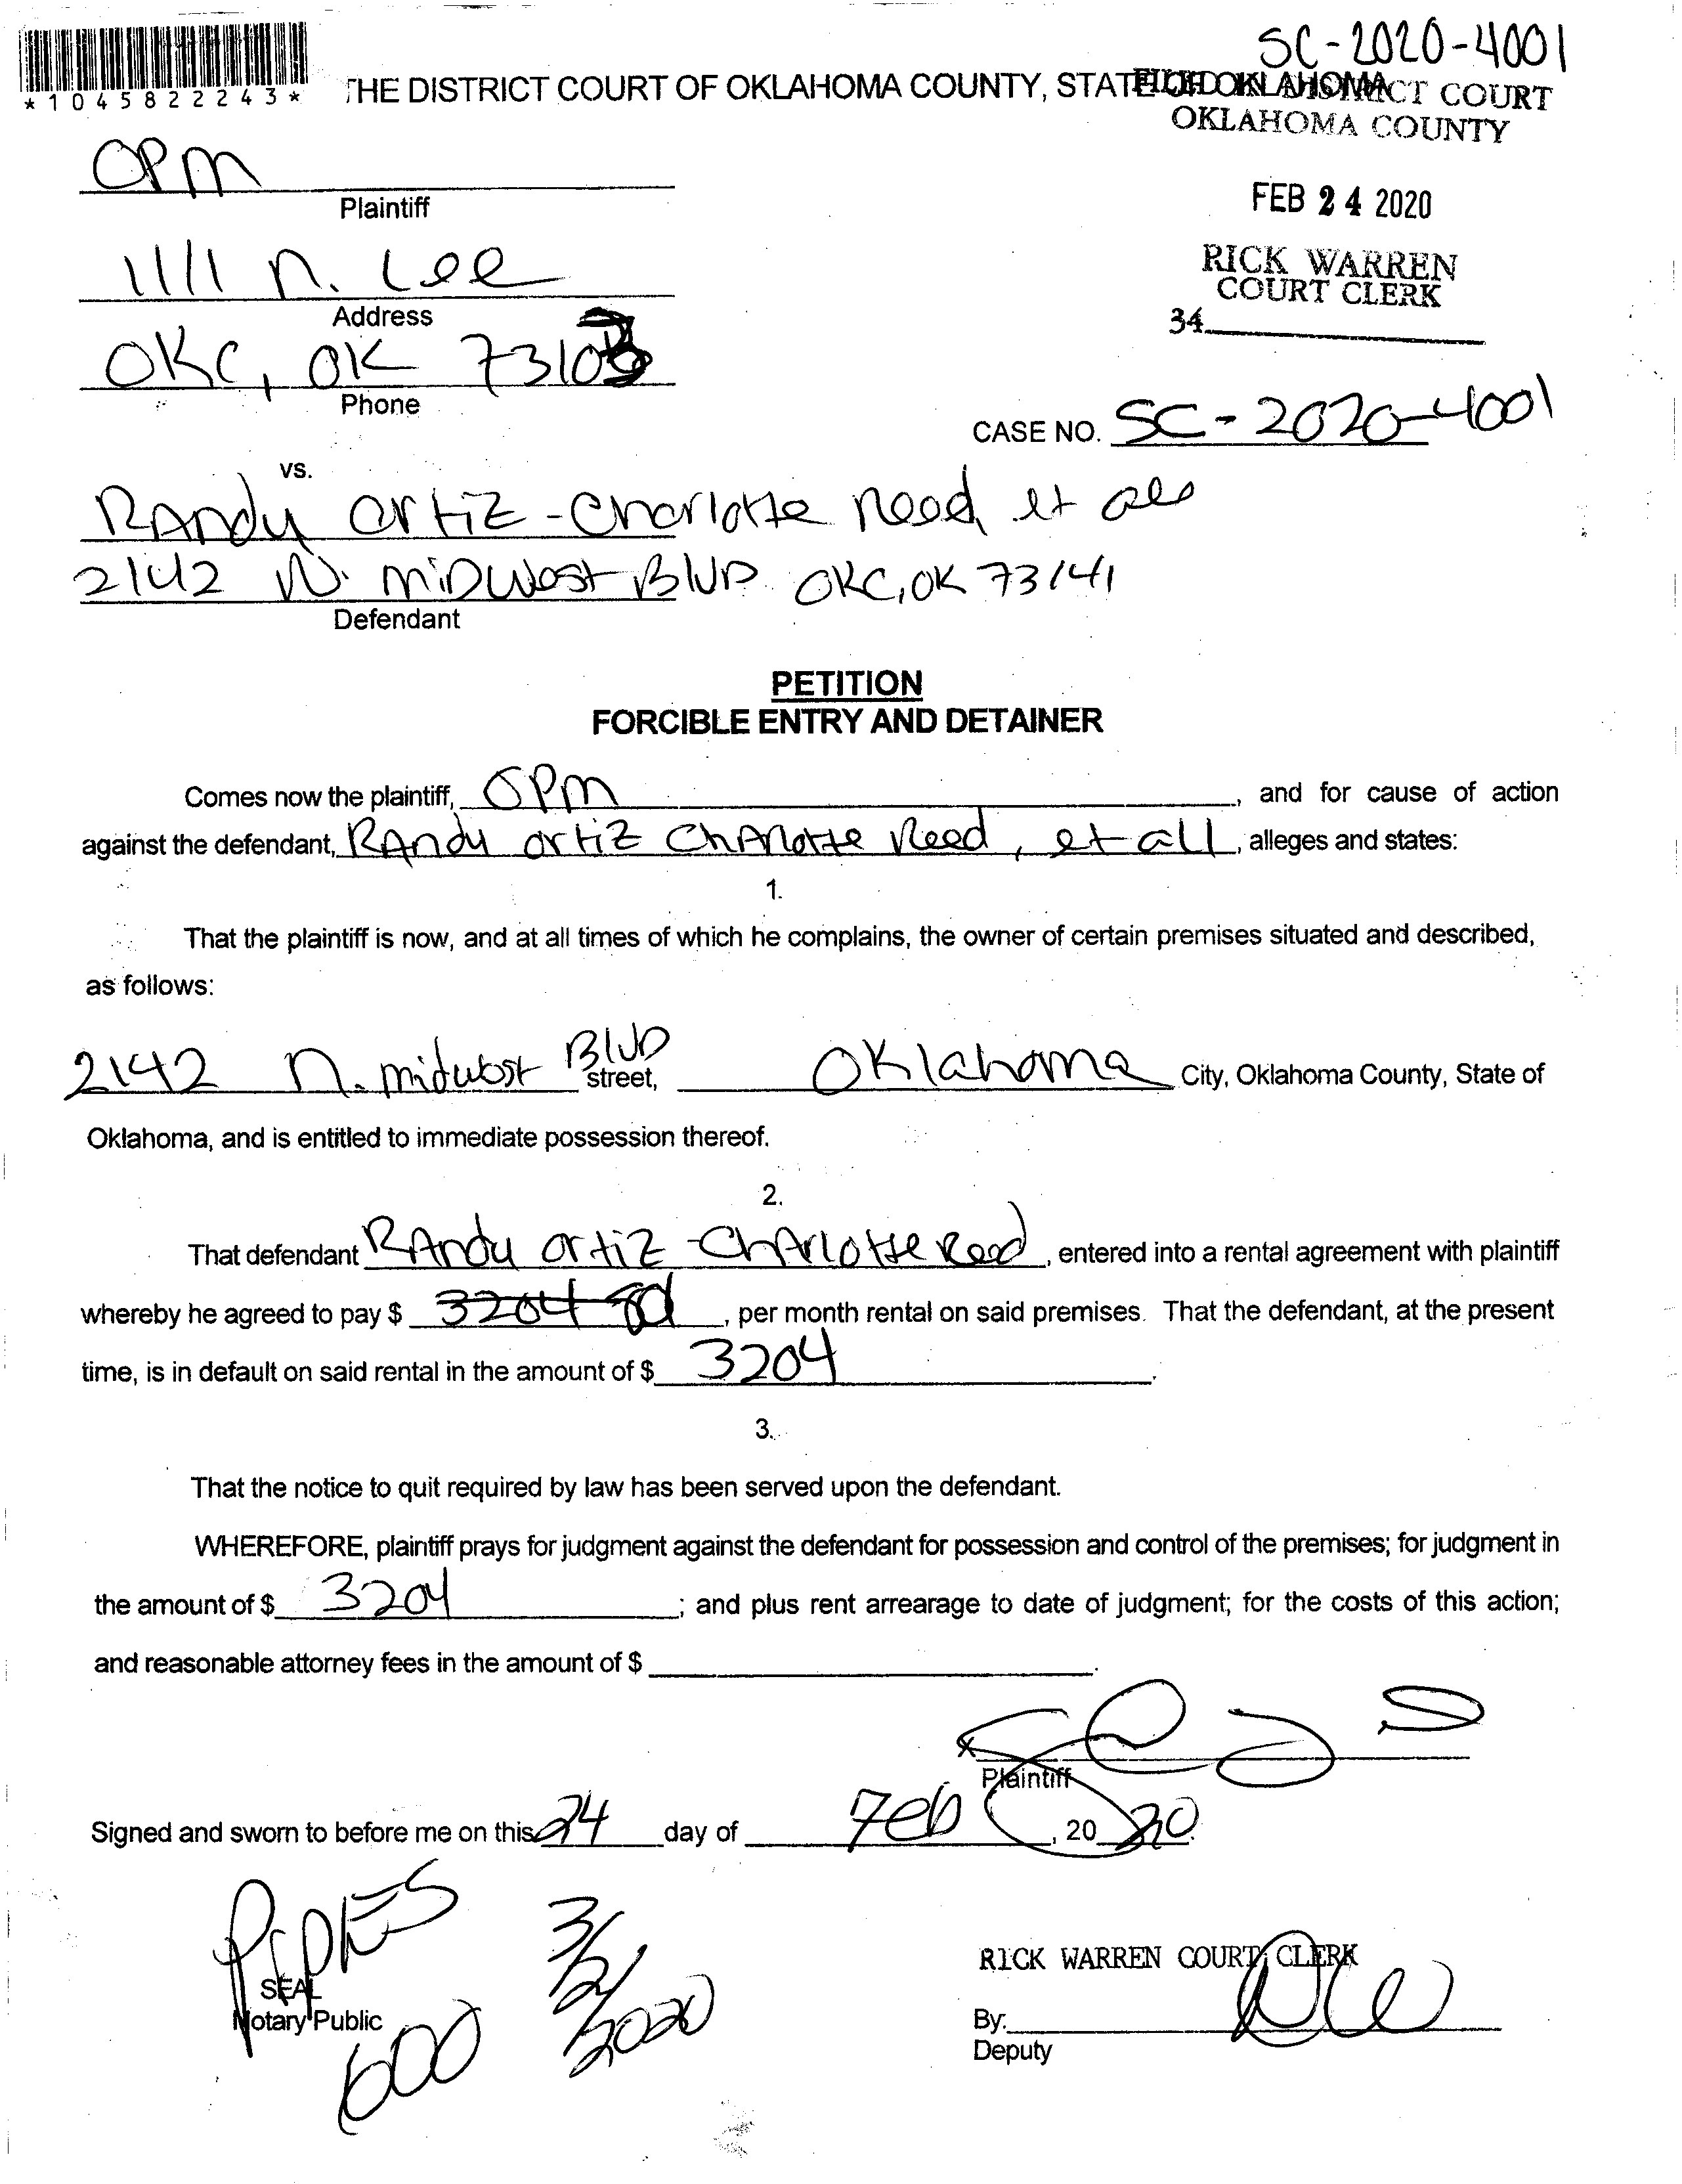 SC-2020-4001
*1045822243*
THE DISTRICT COURT OF OKLAHOMA COUNTY, STATE OF OKLAHOMA
FILED IN DISTRICT COURT
OKLAHOMA COUNTY
OPM
Plaintiff
FEB 24 2020
1111 N. Lee
Address
RICK WARREN
COURT CLERK
34
OKC, OK 73103
Phone
CASE NO. SC-2020-4001
VS.
RANdy ortiz - Charlotte Reed, et al
2142 N. MiDwest BLVD. OKC, OK 73141
Defendant
PETITION
FORCIBLE ENTRY AND DETAINER
Comes now the plaintiff, OPM, and for cause of action
against the defendant, RANdy ortiz ChArlotte Reed, et all, alleges and states:
1.
That the plaintiff is now, and at all times of which he complains, the owner of certain premises situated and described,
as follows:
2142 N. midwest BLVD street, Oklahoma City, Oklahoma County, State of
Oklahoma, and is entitled to immediate possession thereof.
2.
That defendant RANdy ortiz - ChArlotte Reed, entered into a rental agreement with plaintiff
whereby he agreed to pay $ 3204, per month rental on said premises. That the defendant, at the present
time, is in default on said rental in the amount of $ 3204.
3.
That the notice to quit required by law has been served upon the defendant.
WHEREFORE, plaintiff prays for judgment against the defendant for possession and control of the premises; for judgment in
the amount of $ 3204; and plus rent arrearage to date of judgment; for the costs of this action;
and reasonable attorney fees in the amount of $
x
Plaintiff
Signed and sworn to before me on this 24 day of Feb, 20 20.
3/2/2020
SEAL
Notary Public
RICK WARREN COURT CLERK
By:
Deputy